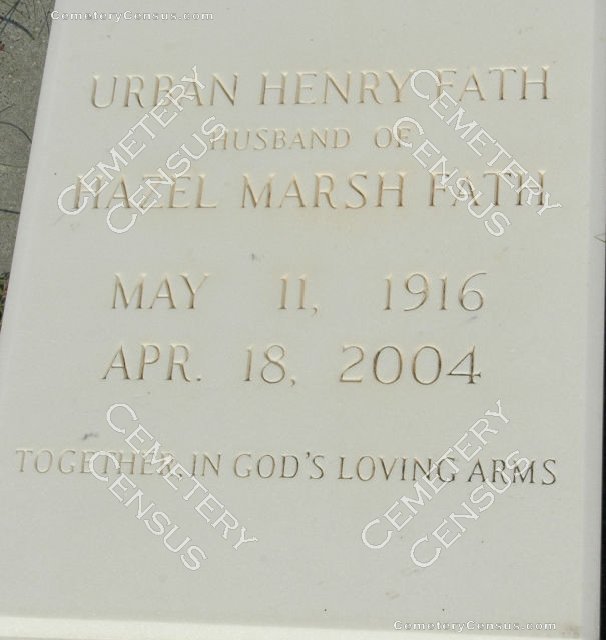 CemeteryCensus.com
URBAN HENRY FATH
HUSBAND OF
HAZEL MARSH FATH
MAY 11, 1916
APR. 18, 2004
TOGETHER, IN GOD'S LOVING ARMS
CEMETERY
CENSUS
CEMETERY
CENSUS
CEMETERY
CENSUS
CEMETERY
CENSUS
CemeteryCensus.com